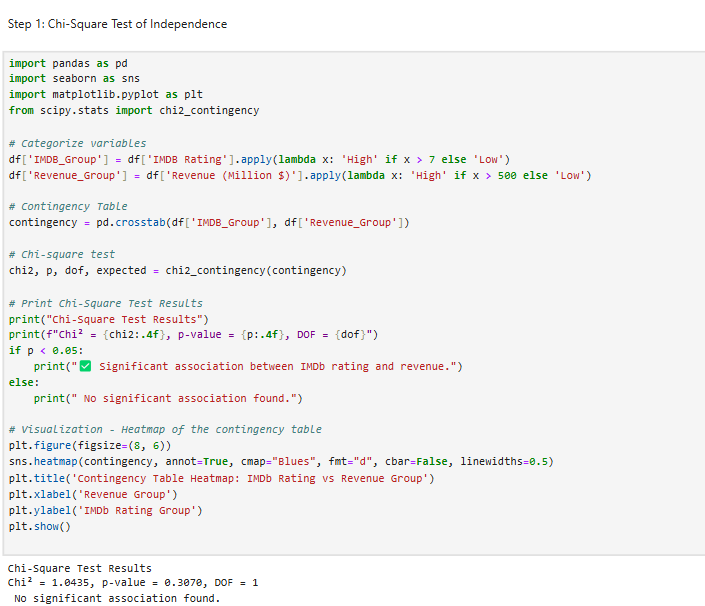 Step 1: Chi-Square Test of Independence
import pandas as pd
import seaborn as sns
import matplotlib.pyplot as plt
from scipy.stats import chi2_contingency
# Categorize variables
df['IMDB_Group'] = df['IMDB Rating'].apply(lambda x: 'High' if x > 7 else 'Low')
df['Revenue_Group'] = df['Revenue (Million $)'].apply(lambda x: 'High' if x > 500 else 'Low')
# Contingency Table
contingency = pd.crosstab(df['IMDB_Group'], df['Revenue_Group'])
# Chi-square test
chi2, p, dof, expected = chi2_contingency(contingency)
# Print Chi-Square Test Results
print("Chi-Square Test Results")
print(f"Chi² = {chi2:.4f}, p-value = {p:.4f}, DOF = {dof}")
if p < 0.05:
    print("✅ Significant association between IMDb rating and revenue.")
else:
    print(" No significant association found.")
# Visualization - Heatmap of the contingency table
plt.figure(figsize=(8, 6))
sns.heatmap(contingency, annot=True, cmap="Blues", fmt="d", cbar=False, linewidths=0.5)
plt.title('Contingency Table Heatmap: IMDb Rating vs Revenue Group')
plt.xlabel('Revenue Group')
plt.ylabel('IMDb Rating Group')
plt.show()
Chi-Square Test Results
Chi² = 1.0435, p-value = 0.3070, DOF = 1
 No significant association found.